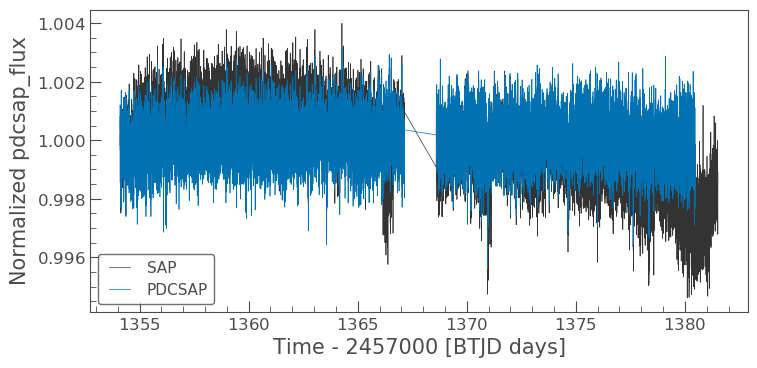 1.004
1.002
1.000
0.998
0.996
Normalized pdcsap_flux
SAP
PDCSAP
1355 1360 1365 1370 1375 1380
Time - 2457000 [BTJD days]